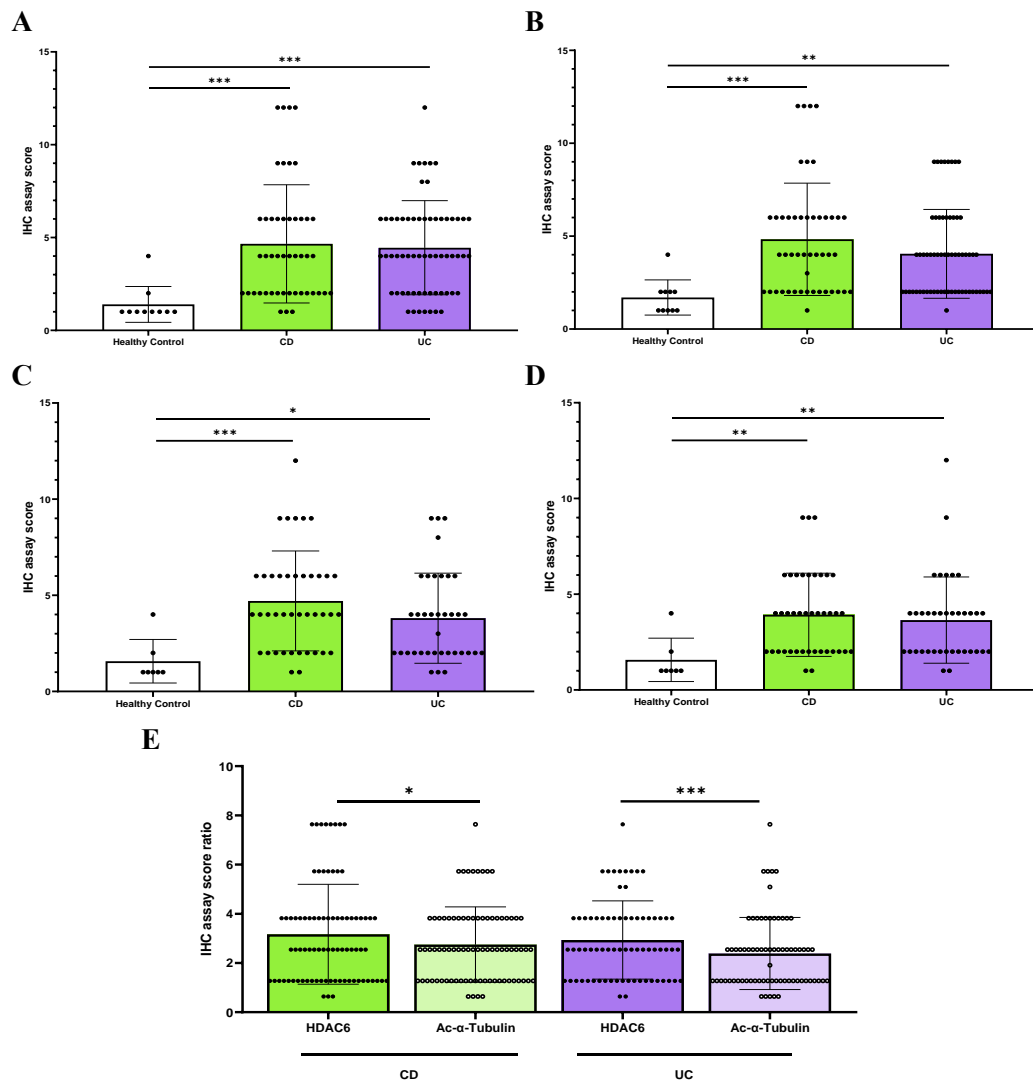 A
B
15
10
5
0
IHC assay score
***
***
Healthy Control
CD
UC
15
10
5
0
IHC assay score
**
***
Healthy Control
CD
UC
C
D
15
10
5
0
IHC assay score
*
***
Healthy Control
CD
UC
15
10
5
0
IHC assay score
**
**
Healthy Control
CD
UC
E
10
8
6
4
2
0
IHC assay score ratio
*
***
HDAC6
Ac-α-Tubulin
HDAC6
Ac-α-Tubulin
CD
UC